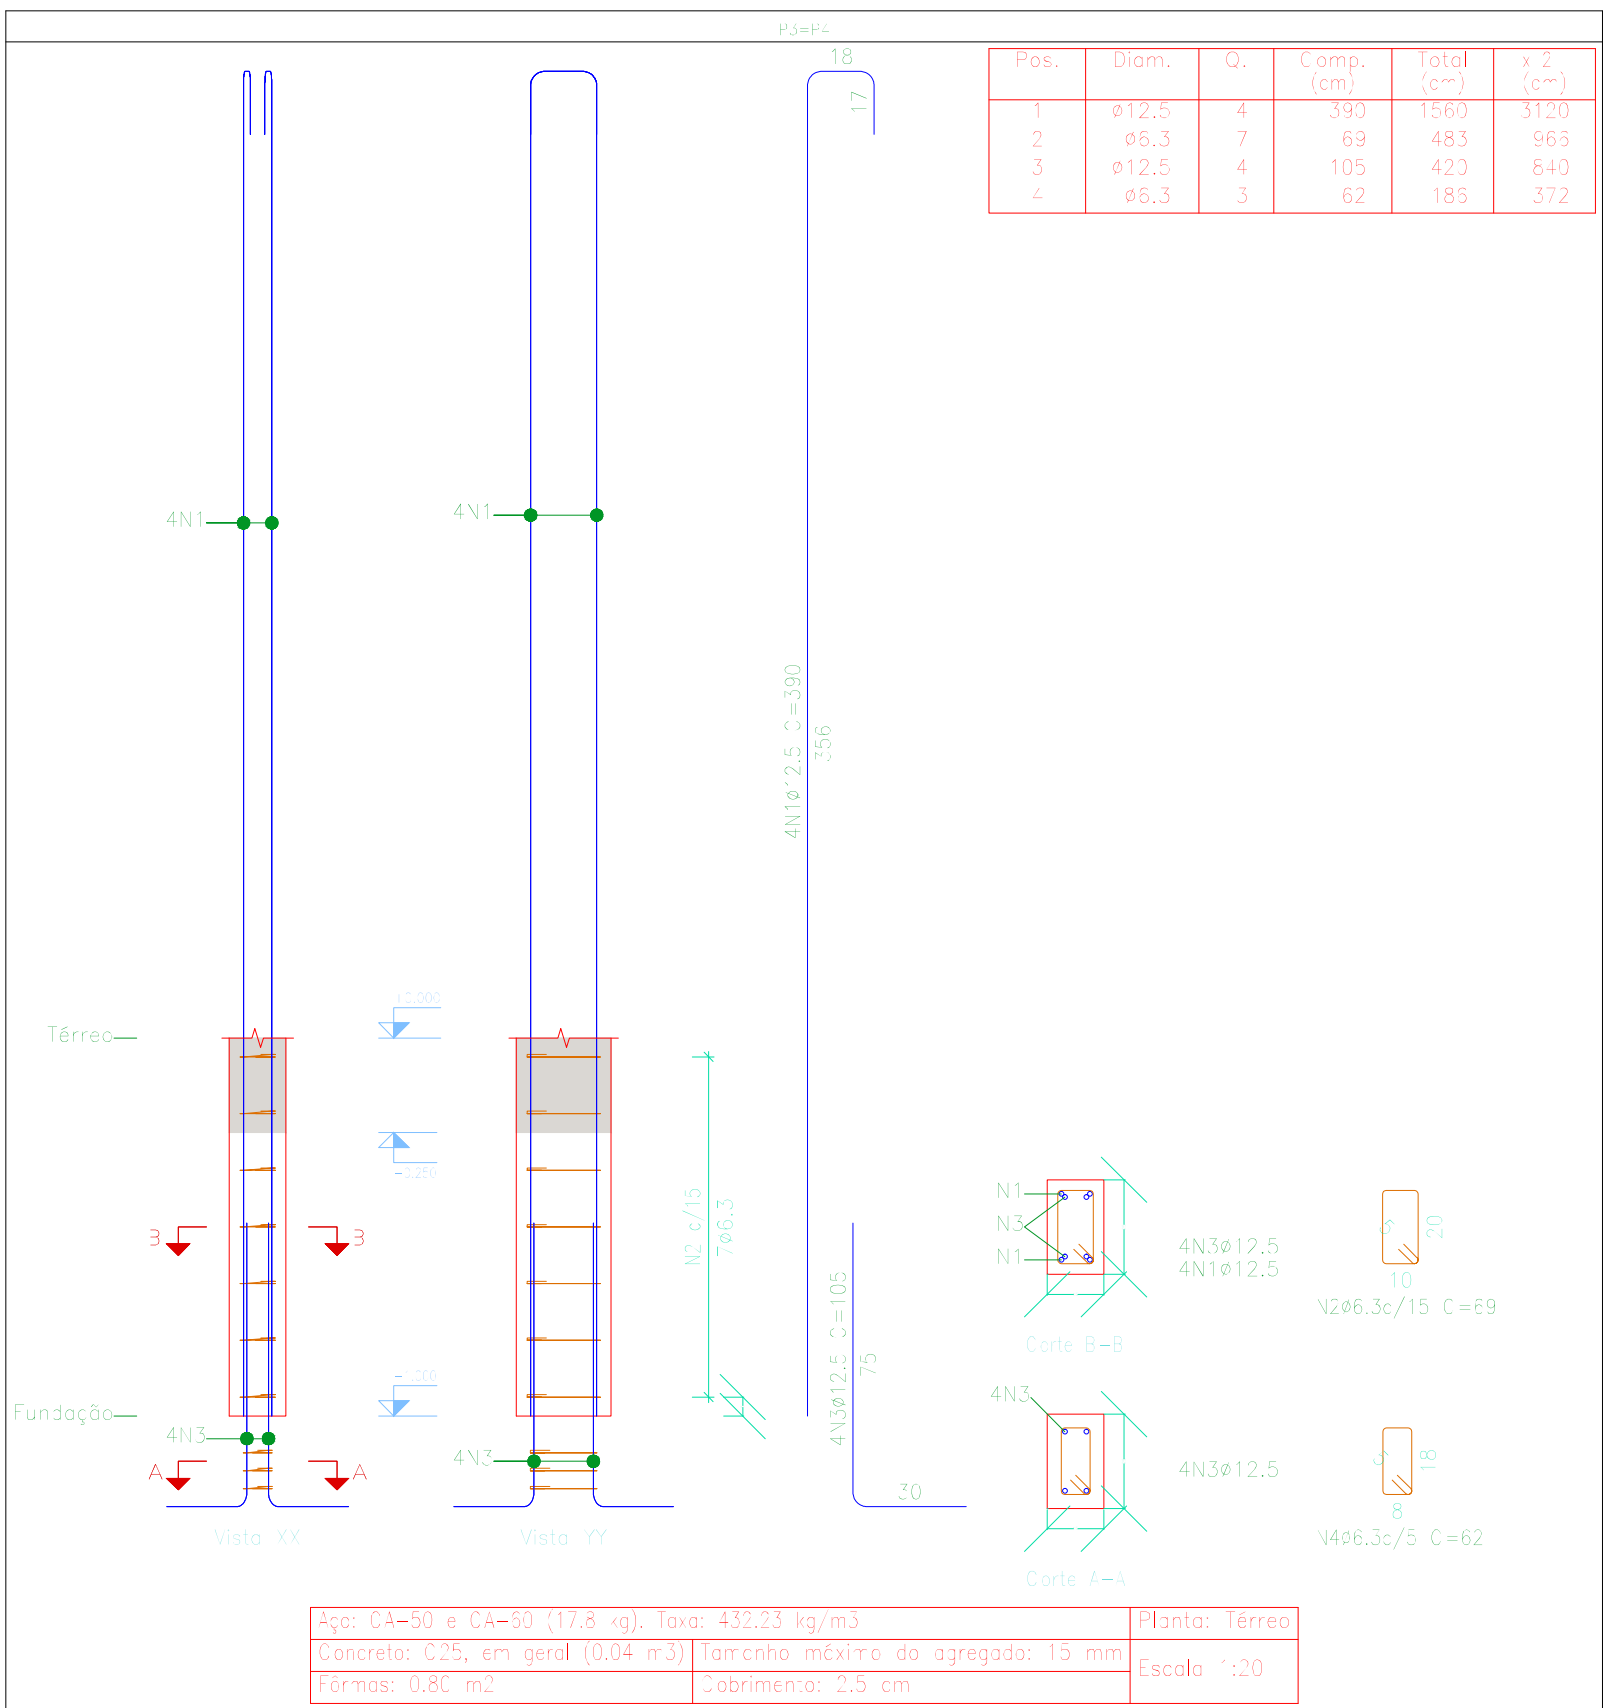 P3=P4
Pos. Diam. Q. Comp. (cm) Total (cm) x 2 (cm)
1 ø12.5 4 390 1560 3120
2 ø6.3 7 69 483 966
3 ø12.5 4 105 420 840
4 ø6.3 3 62 186 372
18
17
4N1
4N1
4N1ø12.5 C=390
356
+0.000
Térreo
-0.250
N2 c/15
7ø6.3
B B
N1
N3
N1
4N3ø12.5
4N1ø12.5
Corte B-B
5
20
10
N2ø6.3c/15 C=69
4N3ø12.5 C=105
75
30
Fundação
4N3
4N3
A A
Vista XX
Vista YY
4N3
4N3ø12.5
Corte A-A
5
18
8
N4ø6.3c/5 C=62
Aço: CA-50 e CA-60 (17.8 kg). Taxa: 432.23 kg/m3
Planta: Térreo
Concreto: C25, em geral (0.04 m3)
Tamanho máximo do agregado: 15 mm
Escala 1:20
Fôrmas: 0.80 m2
Cobrimento: 2.5 cm